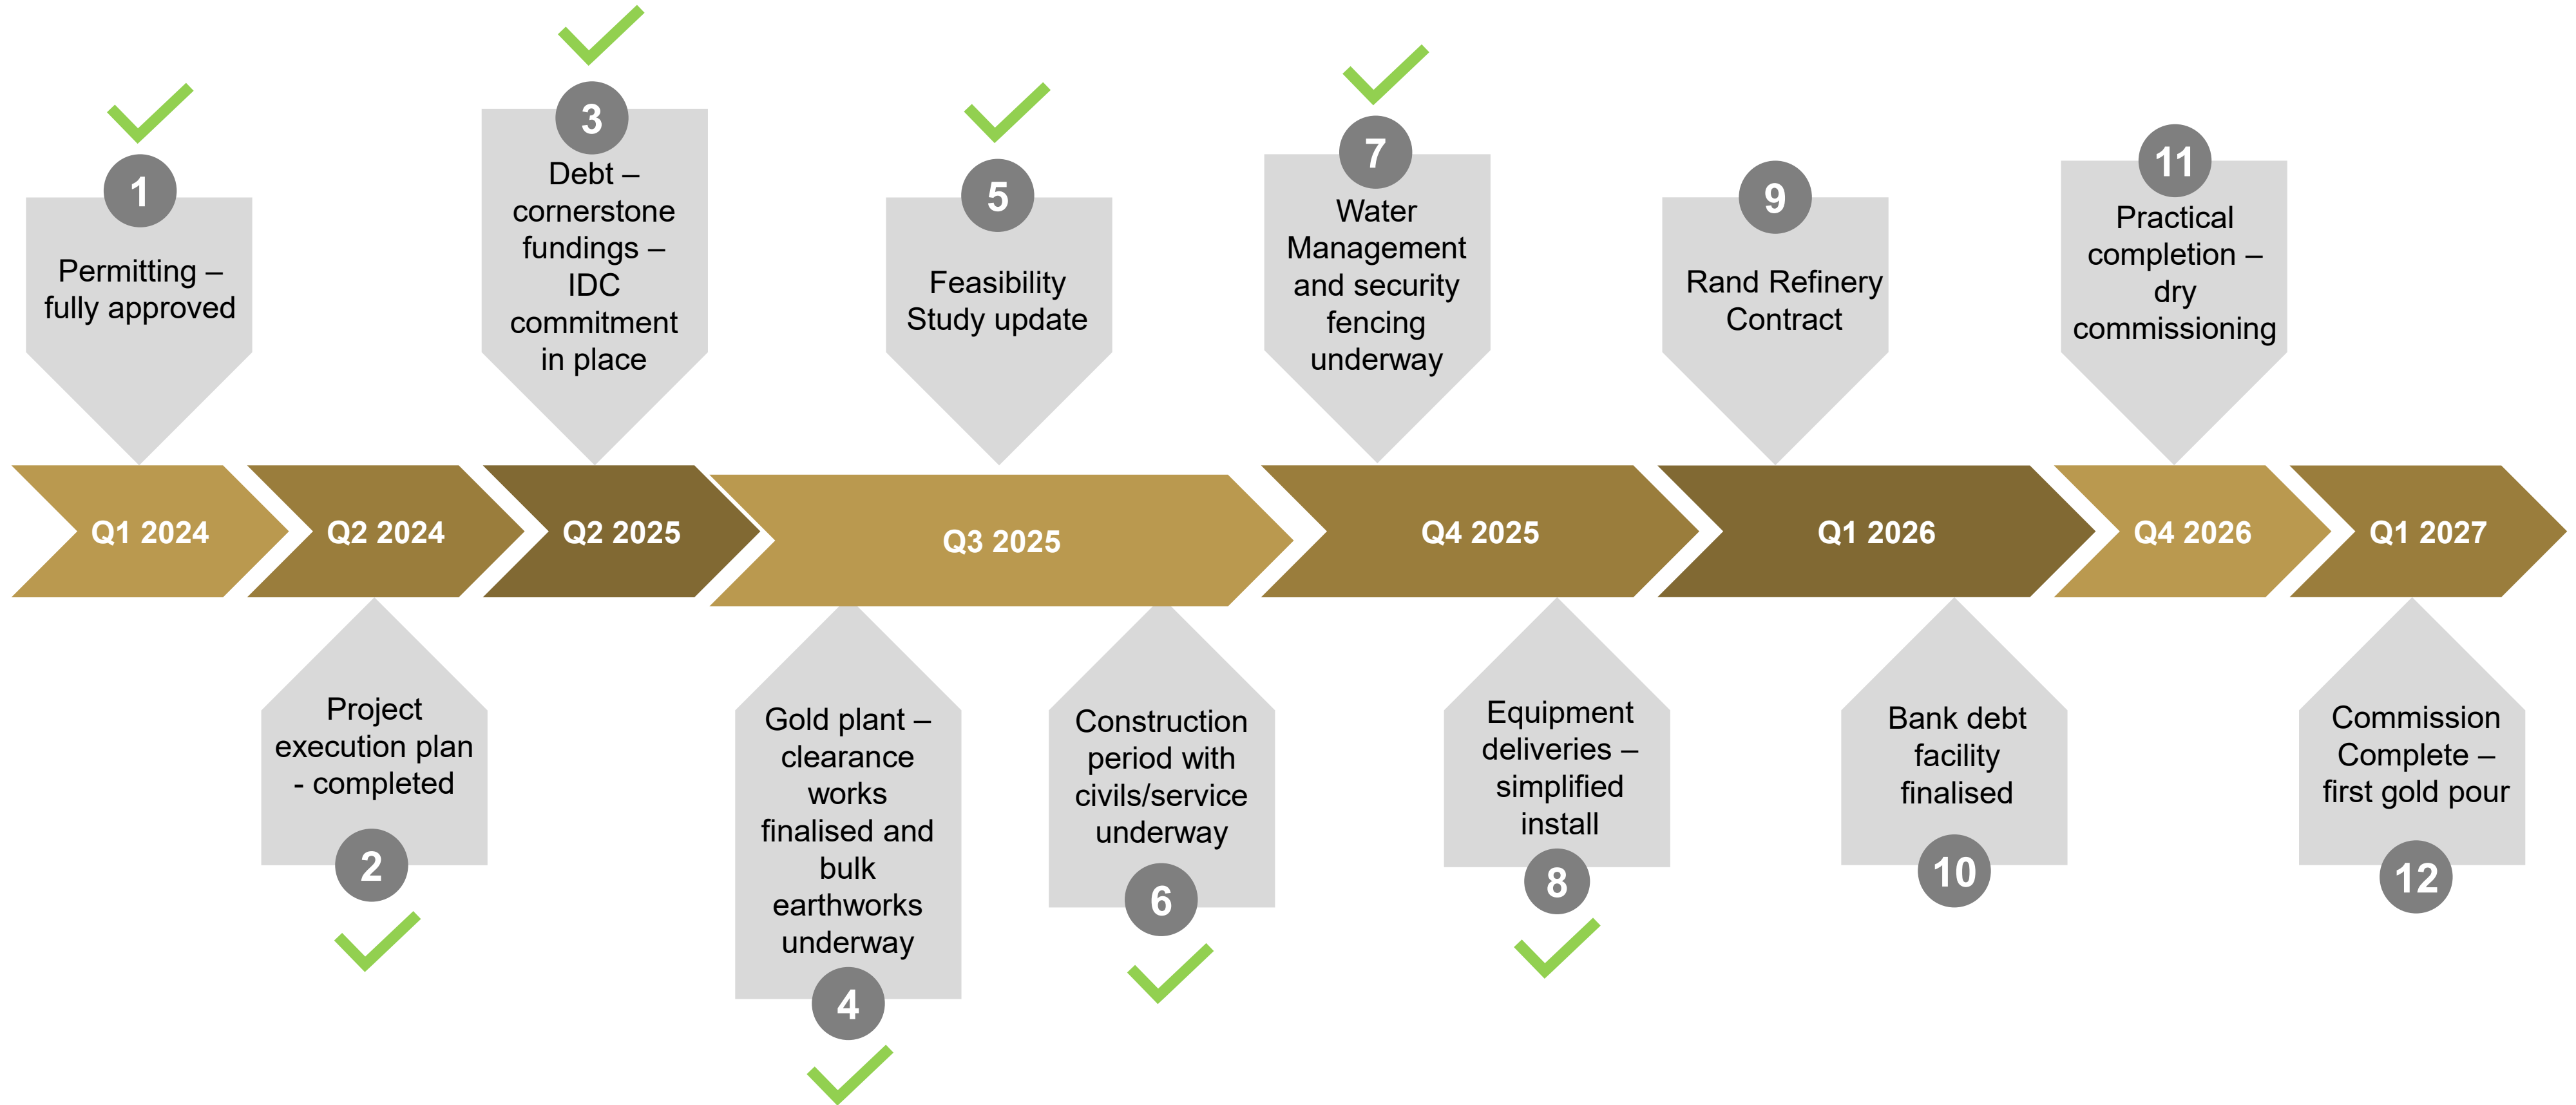 1
Permitting –
fully approved
3
Debt –
cornerstone
fundings –
IDC
commitment
in place
5
Feasibility
Study update
7
Water
Management
and security
fencing
underway
9
Rand Refinery
Contract
11
Practical
completion –
dry
commissioning
Q1 2024
Q2 2024
Q2 2025
Q3 2025
Q4 2025
Q1 2026
Q4 2026
Q1 2027
Project
execution plan
- completed
2
Gold plant –
clearance
works
finalised and
bulk
earthworks
underway
4
Construction
period with
civils/service
underway
6
Equipment
deliveries –
simplified
install
8
Bank debt
facility
finalised
10
Commission
Complete –
first gold pour
12